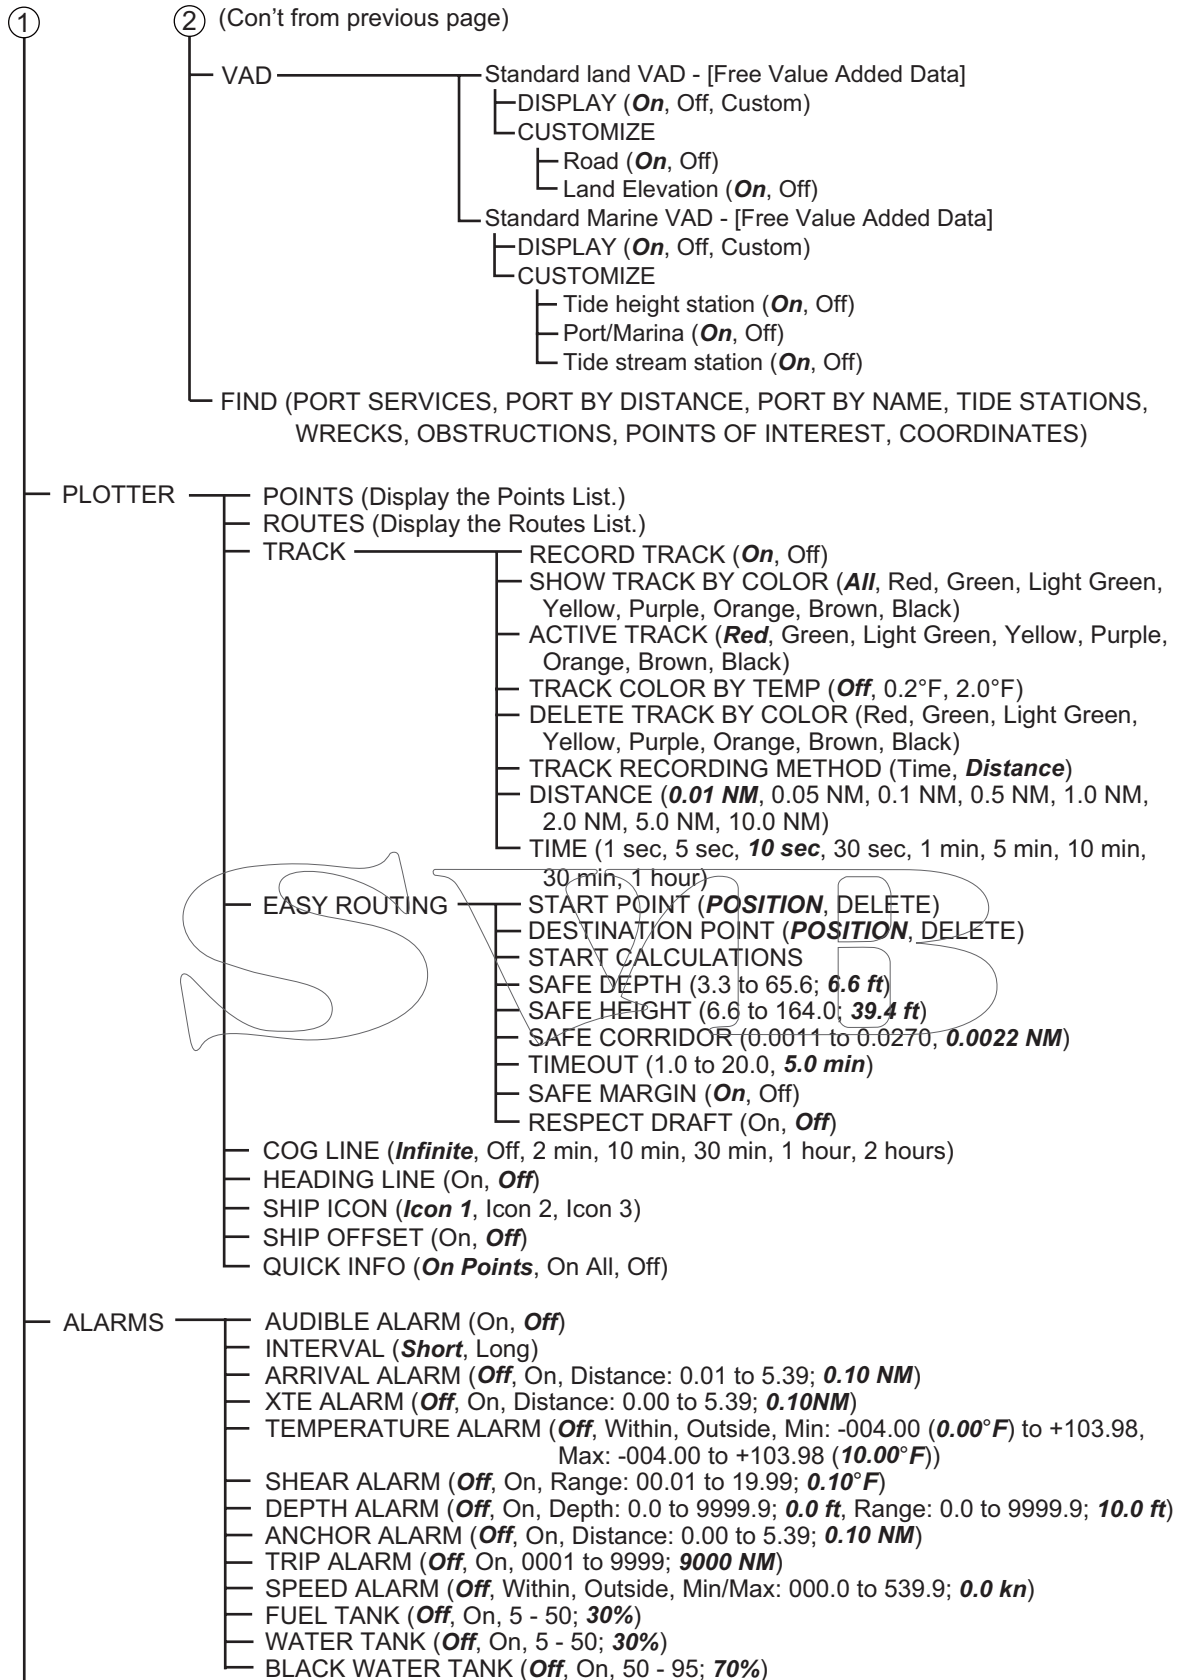 1
2 (Con't from previous page)
VAD
Standard land VAD - [Free Value Added Data]
DISPLAY (On, Off, Custom)
CUSTOMIZE
Road (On, Off)
Land Elevation (On, Off)
Standard Marine VAD - [Free Value Added Data]
DISPLAY (On, Off, Custom)
CUSTOMIZE
Tide height station (On, Off)
Port/Marina (On, Off)
Tide stream station (On, Off)
FIND (PORT SERVICES, PORT BY DISTANCE, PORT BY NAME, TIDE STATIONS,
WRECKS, OBSTRUCTIONS, POINTS OF INTEREST, COORDINATES)
PLOTTER
POINTS (Display the Points List.)
ROUTES (Display the Routes List.)
TRACK
RECORD TRACK (On, Off)
SHOW TRACK BY COLOR (All, Red, Green, Light Green,
Yellow, Purple, Orange, Brown, Black)
ACTIVE TRACK (Red, Green, Light Green, Yellow, Purple,
Orange, Brown, Black)
TRACK COLOR BY TEMP (Off, 0.2°F, 2.0°F)
DELETE TRACK BY COLOR (Red, Green, Light Green,
Yellow, Purple, Orange, Brown, Black)
TRACK RECORDING METHOD (Time, Distance)
DISTANCE (0.01 NM, 0.05 NM, 0.1 NM, 0.5 NM, 1.0 NM,
2.0 NM, 5.0 NM, 10.0 NM)
TIME (1 sec, 5 sec, 10 sec, 30 sec, 1 min, 5 min, 10 min,
30 min, 1 hour)
EASY ROUTING
START POINT (POSITION, DELETE)
DESTINATION POINT (POSITION, DELETE)
START CALCULATIONS
SAFE DEPTH (3.3 to 65.6; 6.6 ft)
SAFE HEIGHT (6.6 to 164.0; 39.4 ft)
SAFE CORRIDOR (0.0011 to 0.0270, 0.0022 NM)
TIMEOUT (1.0 to 20.0, 5.0 min)
SAFE MARGIN (On, Off)
RESPECT DRAFT (On, Off)
COG LINE (Infinite, Off, 2 min, 10 min, 30 min, 1 hour, 2 hours)
HEADING LINE (On, Off)
SHIP ICON (Icon 1, Icon 2, Icon 3)
SHIP OFFSET (On, Off)
QUICK INFO (On Points, On All, Off)
ALARMS
AUDIBLE ALARM (On, Off)
INTERVAL (Short, Long)
ARRIVAL ALARM (Off, On, Distance: 0.01 to 5.39; 0.10 NM)
XTE ALARM (Off, On, Distance: 0.00 to 5.39; 0.10NM)
TEMPERATURE ALARM (Off, Within, Outside, Min: -004.00 (0.00°F) to +103.98,
Max: -004.00 to +103.98 (10.00°F))
SHEAR ALARM (Off, On, Range: 00.01 to 19.99; 0.10°F)
DEPTH ALARM (Off, On, Depth: 0.0 to 9999.9; 0.0 ft, Range: 0.0 to 9999.9; 10.0 ft)
ANCHOR ALARM (Off, On, Distance: 0.00 to 5.39; 0.10 NM)
TRIP ALARM (Off, On, 0001 to 9999; 9000 NM)
SPEED ALARM (Off, Within, Outside, Min/Max: 000.0 to 539.9; 0.0 kn)
FUEL TANK (Off, On, 5 - 50; 30%)
WATER TANK (Off, On, 5 - 50; 30%)
BLACK WATER TANK (Off, On, 50 - 95; 70%)